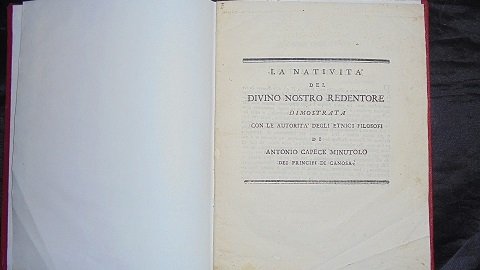 LA NATIVITA'
DEL
DIVINO NOSTRO REDENTORE
DIMOSTRATA
CON LE AUTORITA' DEGLI ETNICI FILOSOFI
DI
ANTONIO CAPECE MINUTOLO
DEI PRINCIPI DI CANOSA